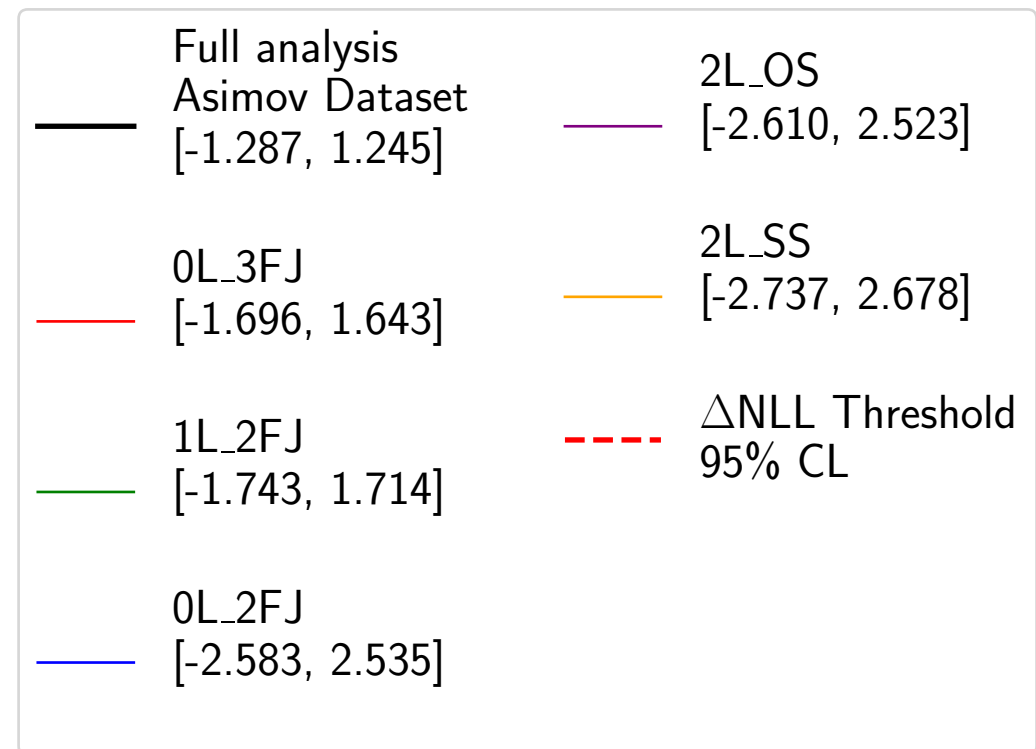 Full analysis
Asimov Dataset
[-1.287, 1.245]
0L_3FJ
[-1.696, 1.643]
1L_2FJ
[-1.743, 1.714]
0L_2FJ
[-2.583, 2.535]
2L_OS
[-2.610, 2.523]
2L_SS
[-2.737, 2.678]
ΔNLL Threshold
95% CL